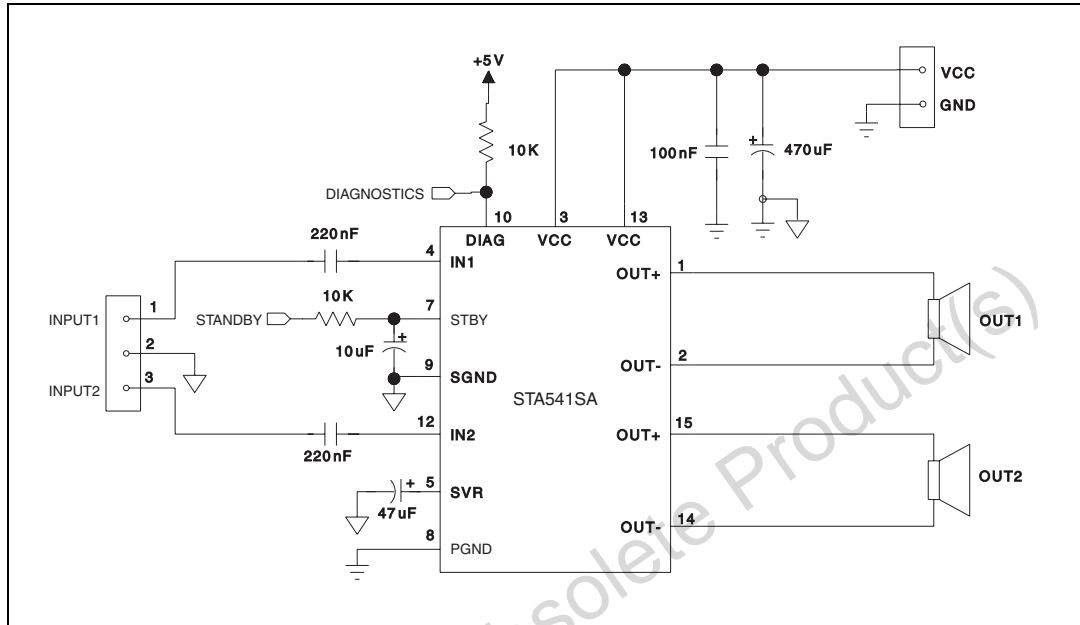 +5V
10K
DIAGNOSTICS
VCC
GND
100nF
+
470uF
10
3
13
DIAG
VCC
VCC
220nF
4
IN1
OUT+
1
10K
INPUT1
1
STANDBY
7
STBY
OUT1
2
10uF
+
OUT-
2
9
SGND
STA541SA
INPUT2
3
12
IN2
OUT+
15
220nF
OUT2
+
5
SVR
47uF
OUT-
14
8
PGND
solete Product(s)